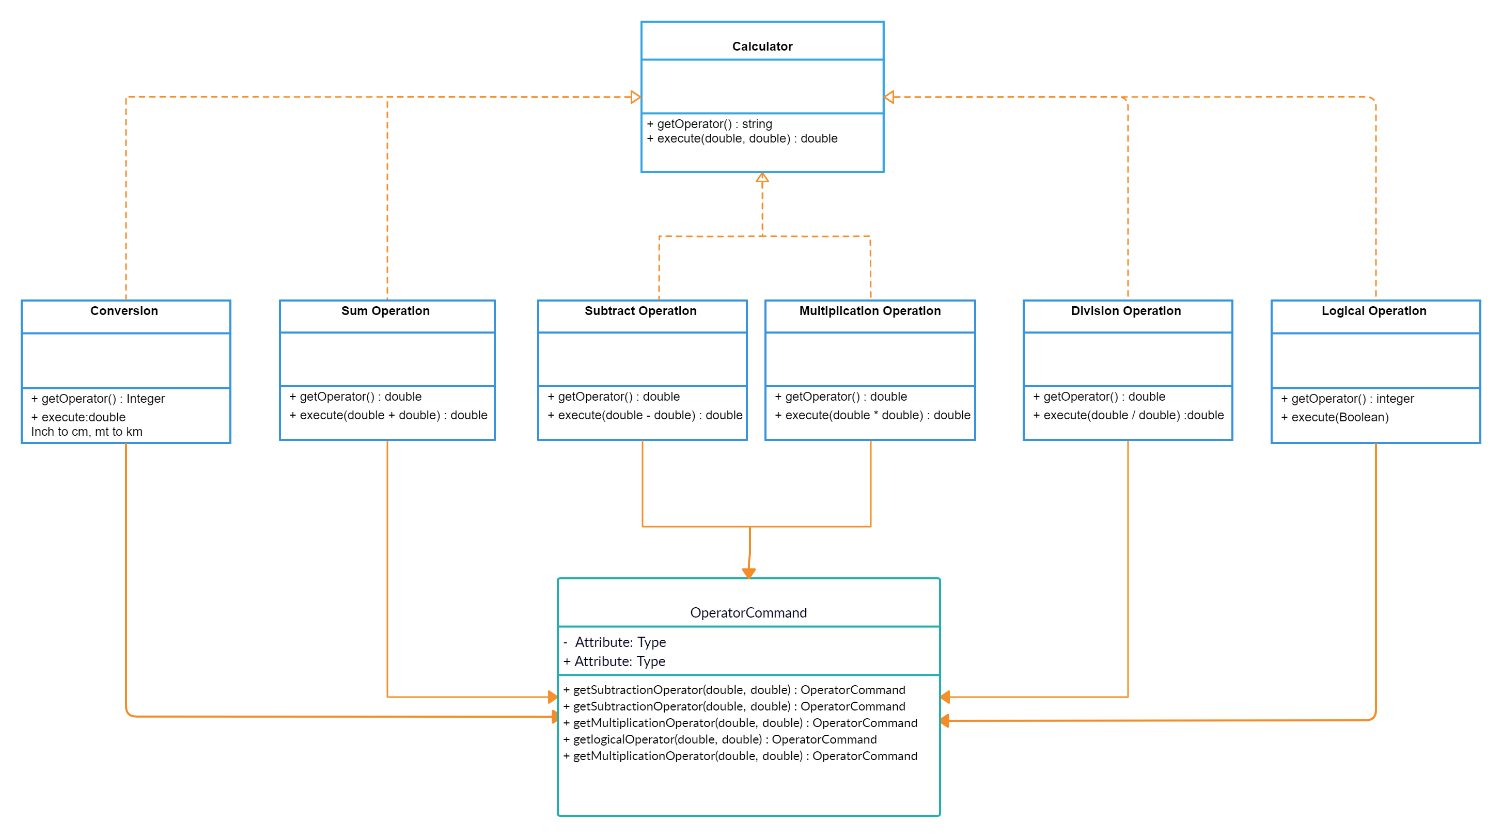 Calculator
+ getOperator() : string
+ execute(double, double) : double
Conversion
+ getOperator() : Integer
+ execute:double
Inch to cm, mt to km
Sum Operation
+ getOperator() : double
+ execute(double + double) : double
Subtract Operation
+ getOperator() : double
+ execute(double - double) : double
Multiplication Operation
+ getOperator() : double
+ execute(double * double) : double
Division Operation
+ getOperator() : double
+ execute(double / double) :double
Logical Operation
+ getOperator() : integer
+ execute(Boolean)
OperatorCommand
- Attribute: Type
+ Attribute: Type
+ getSubtractionOperator(double, double) : OperatorCommand
+ getSubtractionOperator(double, double) : OperatorCommand
+ getMultiplicationOperator(double, double) : OperatorCommand
+ getlogicalOperator(double, double) : OperatorCommand
+ getMultiplicationOperator(double, double) : OperatorCommand